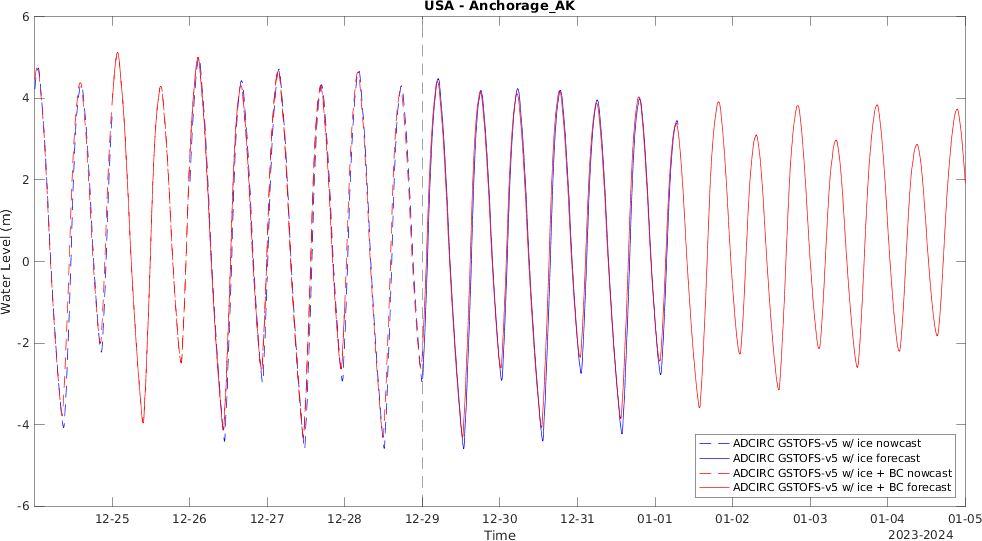 USA - Anchorage_AK
Water Level (m)
6
4
2
0
-2
-4
-6
ADCIRC GSTOFS-v5 w/ ice nowcast
ADCIRC GSTOFS-v5 w/ ice forecast
ADCIRC GSTOFS-v5 w/ ice + BC nowcast
ADCIRC GSTOFS-v5 w/ ice + BC forecast
12-25 12-26 12-27 12-28 12-29 12-30 12-31 01-01 01-02 01-03 01-04 01-05
Time
2023-2024